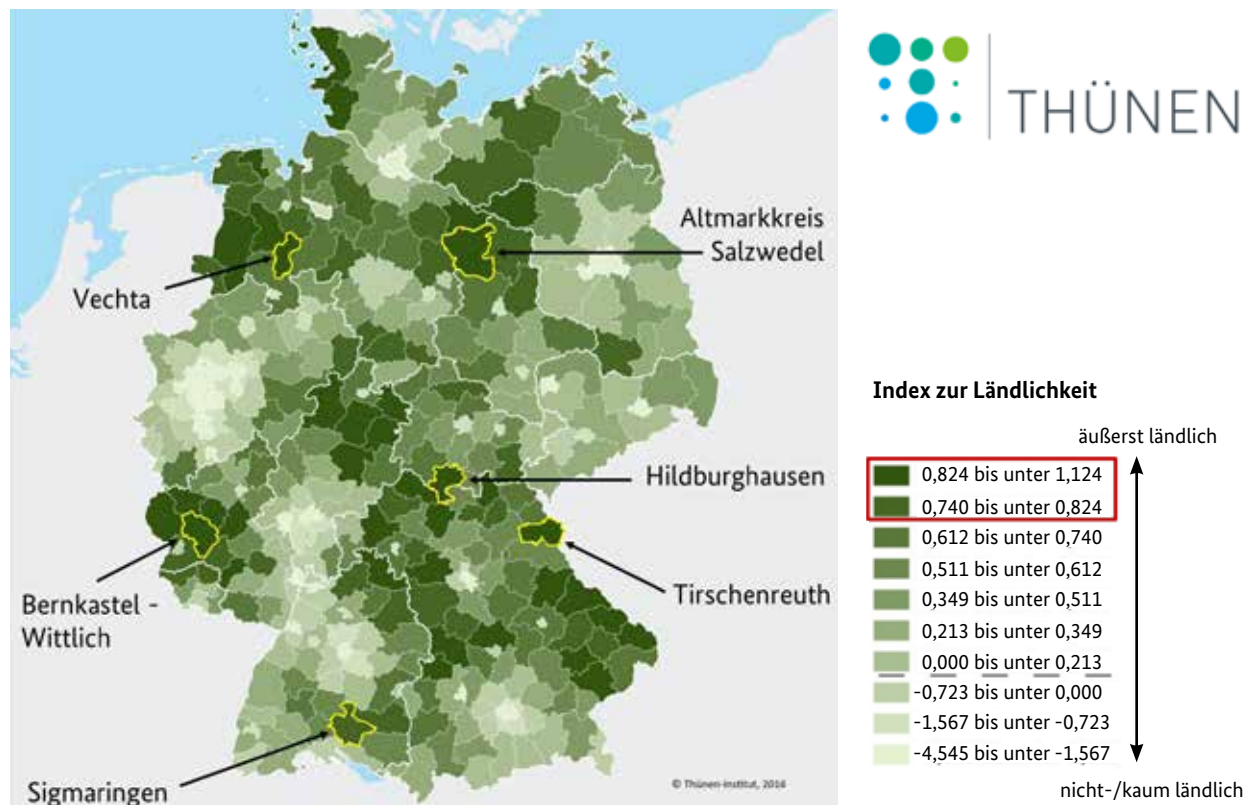 THÜNEN
Altmarkkreis
Salzwedel
Vechta
Hildburghausen
Tirschenreuth
Bernkastel -
Wittlich
Sigmaringen
© Thünen-Institut, 2016
Index zur Ländlichkeit
äußerst ländlich
0,824 bis unter 1,124
0,740 bis unter 0,824
0,612 bis unter 0,740
0,511 bis unter 0,612
0,349 bis unter 0,511
0,213 bis unter 0,349
0,000 bis unter 0,213
-0,723 bis unter 0,000
-1,567 bis unter -0,723
-4,545 bis unter -1,567
nicht-/kaum ländlich